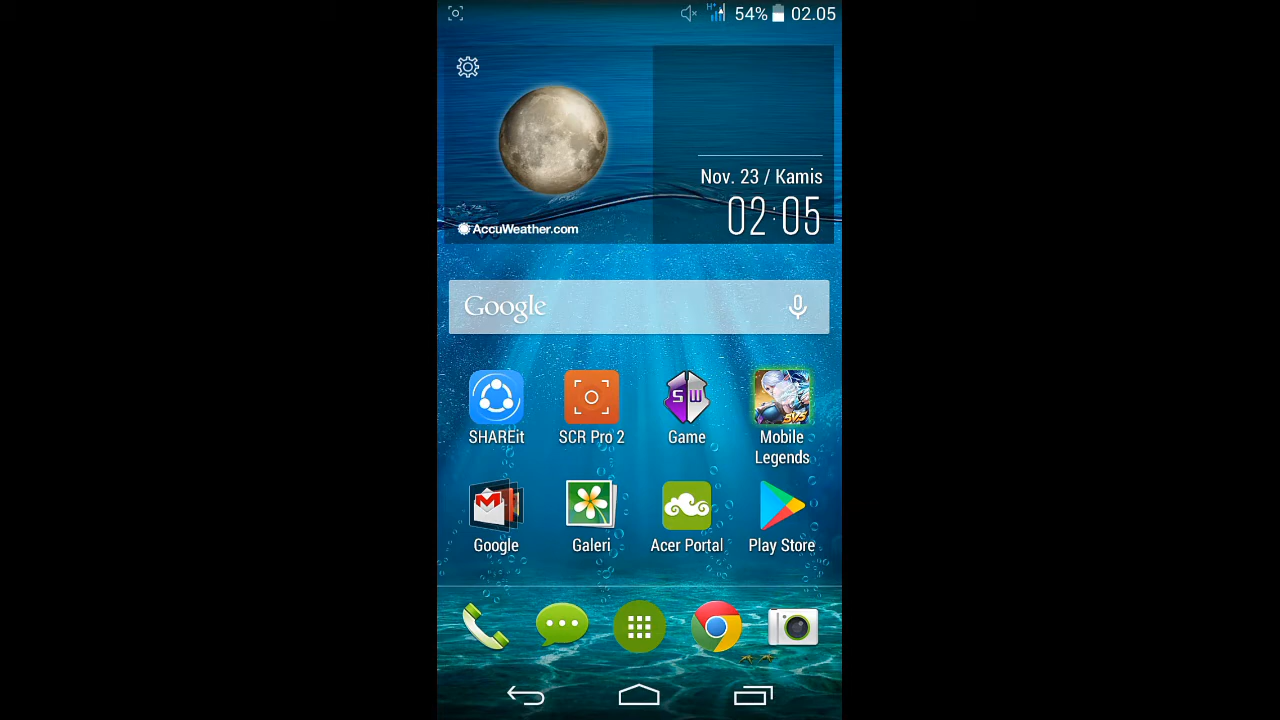 H+ 54% 02.05
Nov. 23 / Kamis
02:05
AccuWeather.com
Google
SHAREit SCR Pro 2 Game Mobile Legends
S W 5V5
Google Galeri Acer Portal Play Store